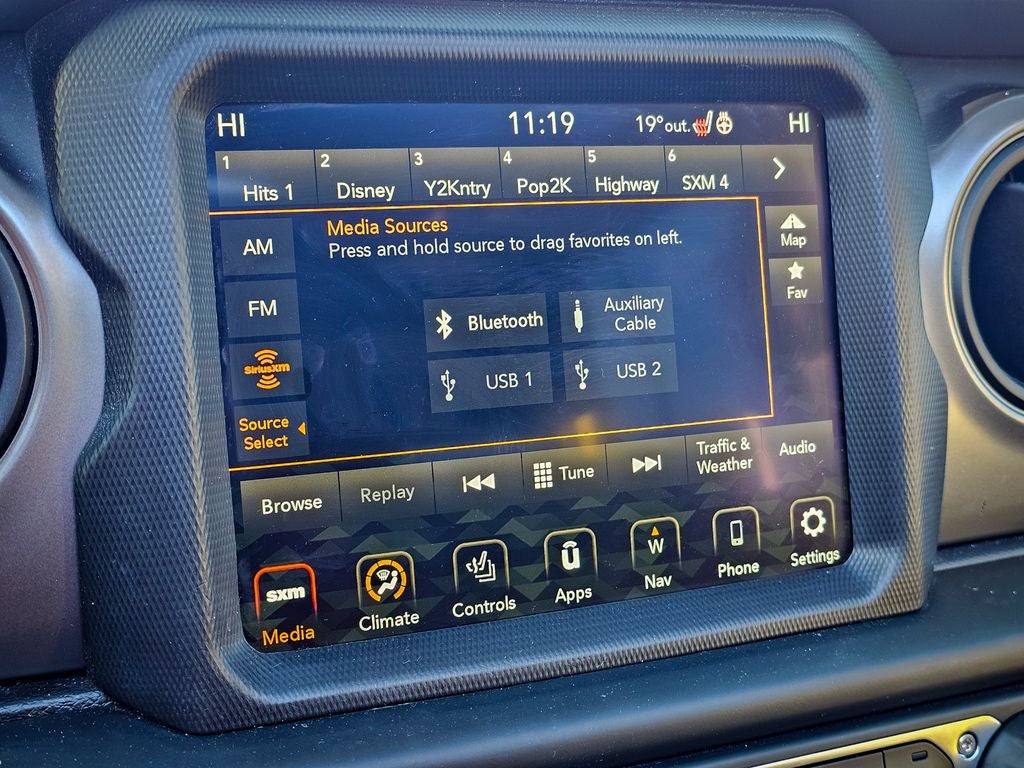 HI 11:19 19°out. HI
1 2 3 4 5 6
Hits 1 Disney Y2Kntry Pop2K Highway SXM 4
Media Sources
Press and hold source to drag favorites on left.
AM
FM
SiriusXM
Source
Select
Bluetooth
Auxiliary
Cable
USB 1
USB 2
Map
Fav
Browse
Replay
Tune
Traffic &
Weather
Audio
sxm
Media
Climate
Controls
u
Apps
W
Nav
Phone
Settings